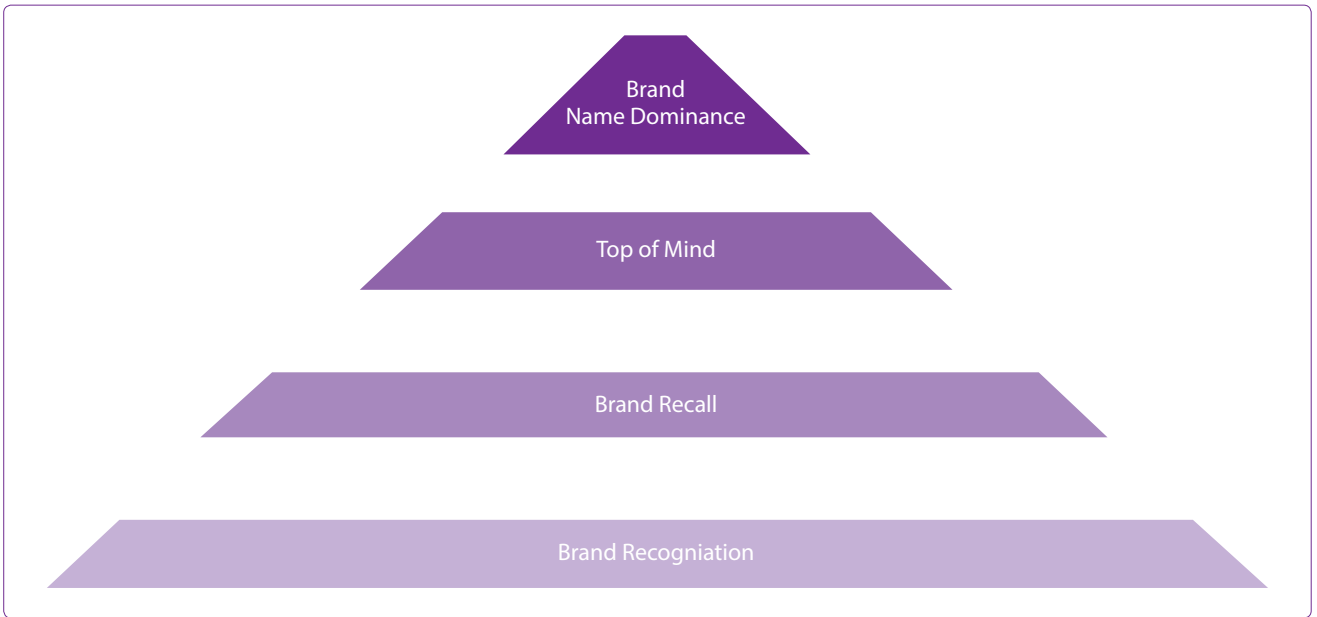 Brand
Name Dominance
Top of Mind
Brand Recall
Brand Recogniation